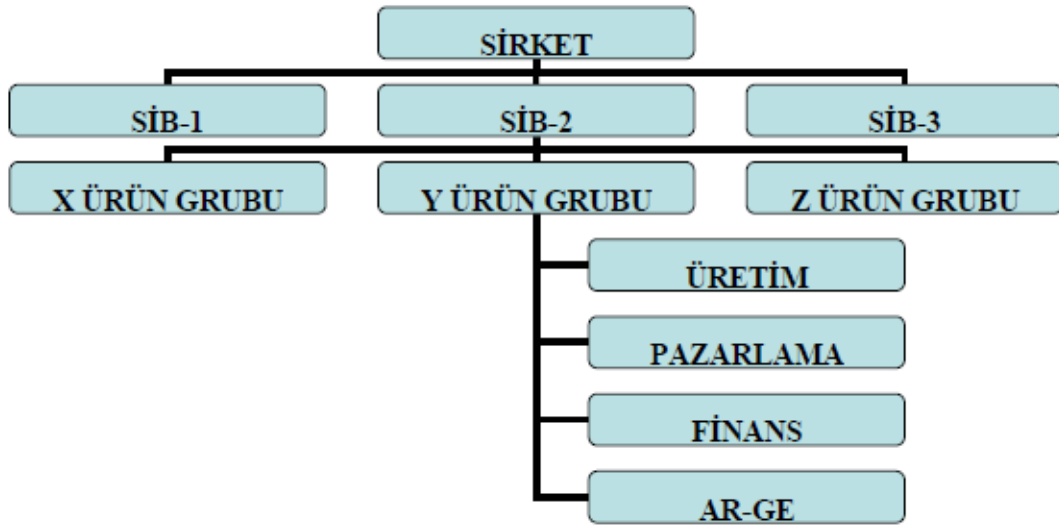 SİRKET
SİB-1
SİB-2
SİB-3
X ÜRÜN GRUBU
Y ÜRÜN GRUBU
Z ÜRÜN GRUBU
ÜRETİM
PAZARLAMA
FİNANS
AR-GE